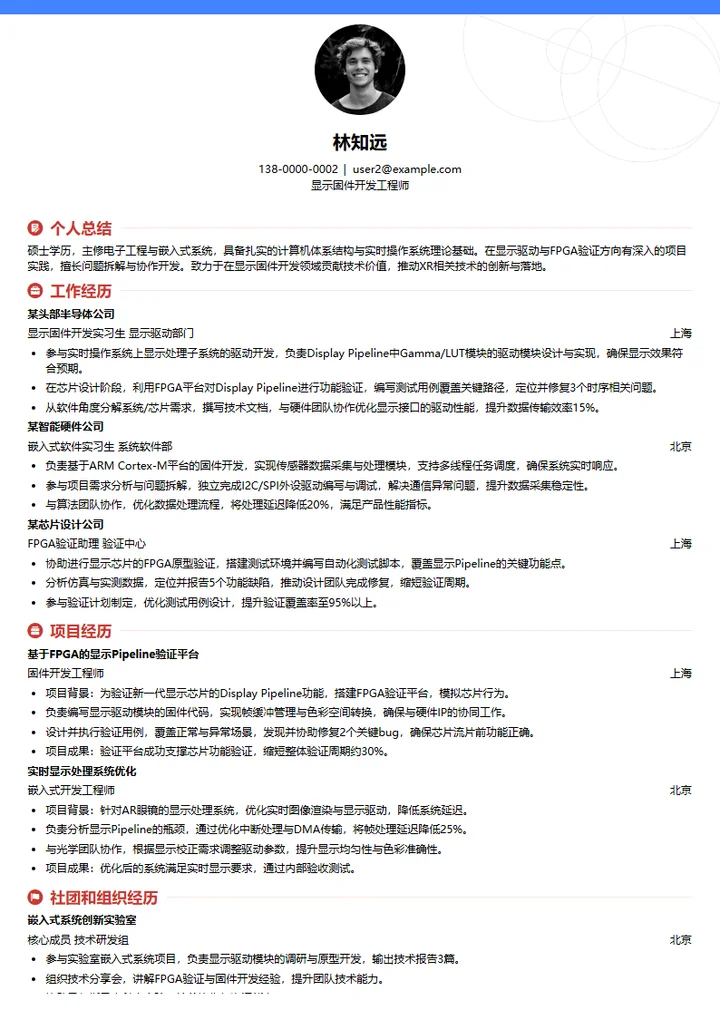 林知远
138-0000-0002 | user2@example.com
显示固件开发工程师
个人总结
硕士学历，主修电子工程与嵌入式系统，具备扎实的计算机体系结构与实时操作系统理论基础。在显示驱动与FPGA验证方向有深入的项目
实践，擅长问题拆解与协作开发。致力于在显示固件开发领域贡献技术价值，推动XR相关技术的创新与落地。
工作经历
某头部半导体公司
显示固件开发实习生 显示驱动部门 上海
• 参与实时操作系统上显示处理子系统的驱动开发，负责Display Pipeline中Gamma/LUT模块的驱动模块设计与实现，确保显示效果符
合预期。
• 在芯片设计阶段，利用FPGA平台对Display Pipeline进行功能验证，编写测试用例覆盖关键路径，定位并修复3个时序相关问题。
• 从软件角度分解系统/芯片需求，撰写技术文档，与硬件团队协作优化显示接口的驱动性能，提升数据传输效率15%。
某智能硬件公司
嵌入式软件实习生 系统软件部 北京
• 负责基于ARM Cortex-M平台的固件开发，实现传感器数据采集与处理模块，支持多线程任务调度，确保系统实时响应。
• 参与项目需求分析与问题拆解，独立完成I2C/SPI外设驱动编写与调试，解决通信异常问题，提升数据采集稳定性。
• 与算法团队协作，优化数据处理流程，将处理延迟降低20%，满足产品性能指标。
某芯片设计公司
FPGA验证助理 验证中心 上海
• 协助进行显示芯片的FPGA原型验证，搭建测试环境并编写自动化测试脚本，覆盖显示Pipeline的关键功能点。
• 分析仿真与实测数据，定位并报告5个功能缺陷，推动设计团队完成修复，缩短验证周期。
• 参与验证计划制定，优化测试用例设计，提升验证覆盖率至95%以上。
项目经历
基于FPGA的显示Pipeline验证平台
固件开发工程师 上海
• 项目背景：为验证新一代显示芯片的Display Pipeline功能，搭建FPGA验证平台，模拟芯片行为。
• 负责编写显示驱动模块的固件代码，实现帧缓冲管理与色彩空间转换，确保与硬件IP的协同工作。
• 设计并执行验证用例，覆盖正常与异常场景，发现并协助修复2个关键bug，确保芯片流片前功能正确。
• 项目成果：验证平台成功支撑芯片功能验证，缩短整体验证周期约30%。
实时显示处理系统优化
嵌入式开发工程师 北京
• 项目背景：针对AR眼镜的显示处理系统，优化实时图像渲染与显示驱动，降低系统延迟。
• 负责分析显示Pipeline的瓶颈，通过优化中断处理与DMA传输，将帧处理延迟降低25%。
• 与光学团队协作，根据显示校正需求调整驱动参数，提升显示均匀性与色彩准确性。
• 项目成果：优化后的系统满足实时显示要求，通过内部验收测试。
社团和组织经历
嵌入式系统创新实验室
核心成员 技术研发组 北京
• 参与实验室嵌入式系统项目，负责显示驱动模块的调研与原型开发，输出技术报告3篇。
• 组织技术分享会，讲解FPGA验证与固件开发经验，提升团队技术能力。